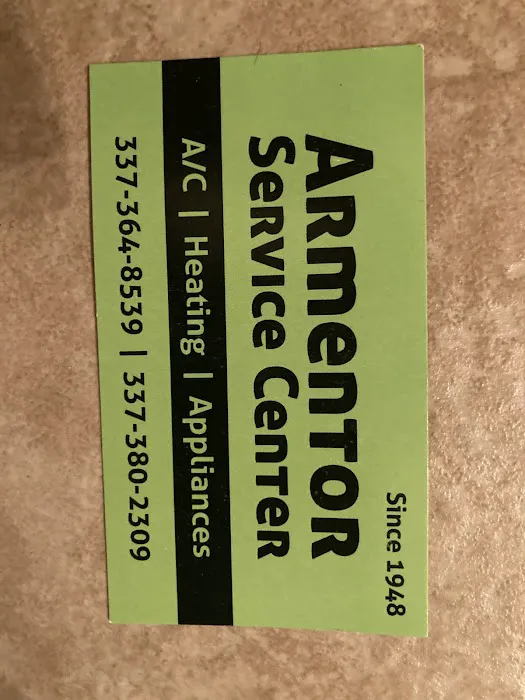 Since 1948
Armentor
Service Center
A/C | Heating | Appliances
337-364-8539 | 337-380-2309